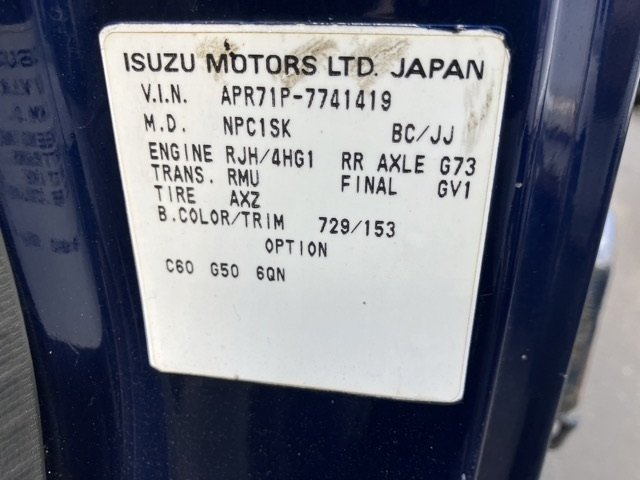 ISUZU MOTORS LTD. JAPAN
V.I.N. APR71P-7741419
M.D. NPC1SK BC/JJ
ENGINE RJH/4HG1 RR AXLE G73
TRANS. RMU FINAL GV1
TIRE AXZ
B.COLOR/TRIM 729/153
OPTION
C60 G50 6QN